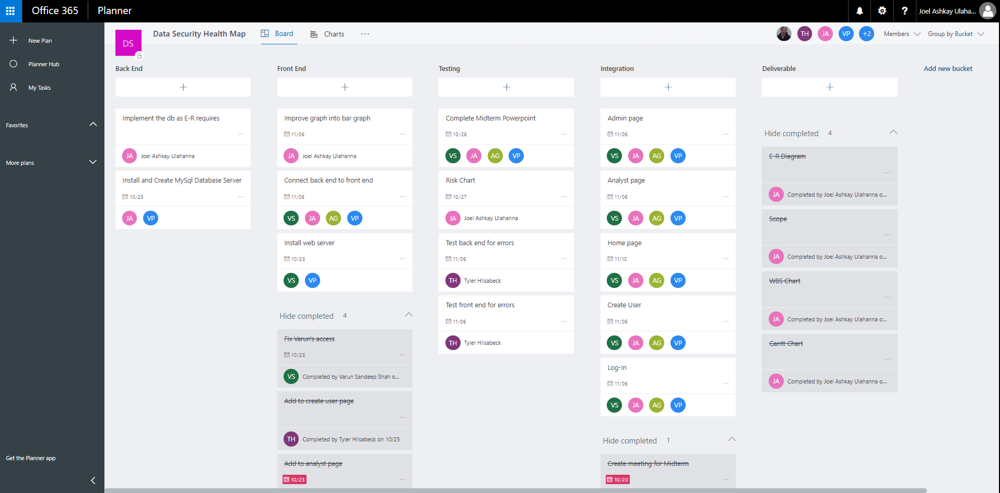 Office 365
Planner
Joel Ashkay Ulaha...
New Plan
Planner Hub
My Tasks
Favorites
More plans
Get the Planner app
DS
Data Security Health Map
Board
Charts
TH
JA
VP
+2
Members
Group by Bucket
Back End
Implement the db as E-R requires
JA
Joel Ashkay Ulahanna
Install and Create MySql Database Server
10/25
JA
VP
Front End
Improve graph into bar graph
11/06
JA
Joel Ashkay Ulahanna
Connect back end to front end
11/06
VS
JA
AG
VP
Install web server
10/25
VS
VP
Hide completed 4
Fix Varun's access
10/25
VS
Completed by Varun Sandeep Shah o...
Add to create user page
TH
Completed by Tyler Hilsabeck on 10/25
Add to analyst page
10/23
Testing
Complete Midterm Powerpoint
10/28
VS
JA
AG
VP
Risk Chart
10/27
JA
Joel Ashkay Ulahanna
Test back end for errors
11/06
TH
Tyler Hilsabeck
Test front end for errors
11/06
TH
Tyler Hilsabeck
Integration
Admin page
11/06
VS
JA
AG
VP
Analyst page
11/06
VS
JA
AG
VP
Home page
11/10
VS
JA
AG
VP
Create User
11/06
VS
JA
AG
VP
Log-In
11/06
VS
JA
AG
VP
Hide completed 1
Create meeting for Midterm
10/20
Deliverable
Hide completed 4
E-R Diagram
JA
Completed by Joel Ashkay Ulahanna o...
Scope
JA
Completed by Joel Ashkay Ulahanna o...
WBS Chart
JA
Completed by Joel Ashkay Ulahanna o...
Gantt Chart
JA
Completed by Joel Ashkay Ulahanna o...
Add new bucket